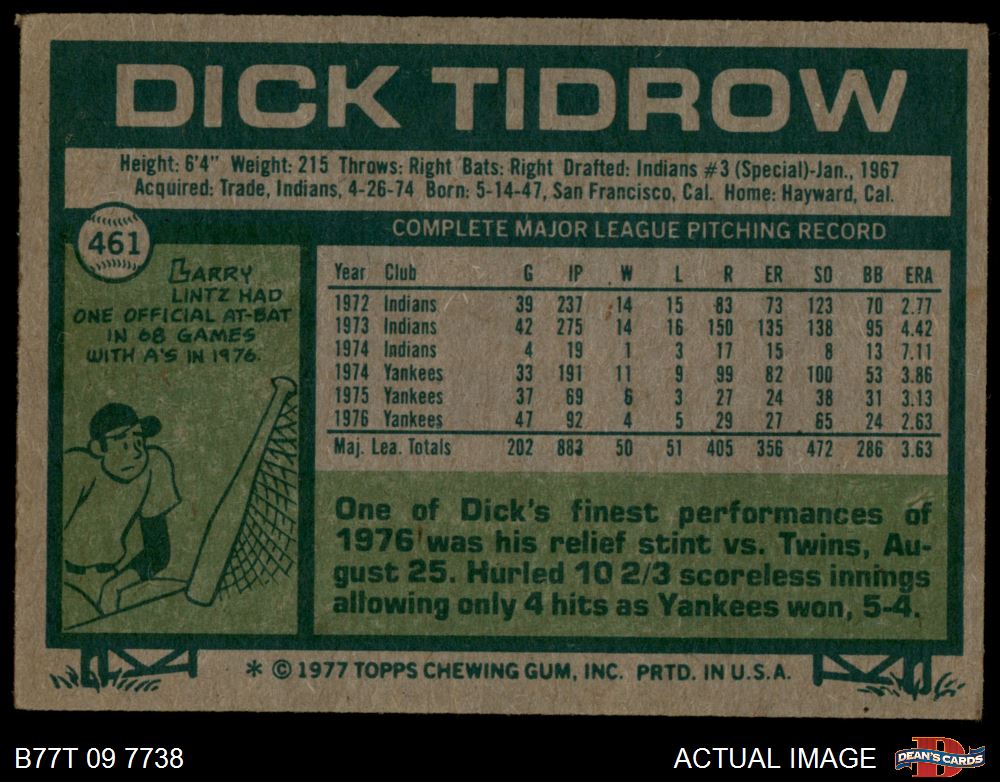 DICK TIDROW
Height: 6'4" Weight: 215 Throws: Right Bats: Right Drafted: Indians #3 (Special)-Jan., 1967
Acquired: Trade, Indians, 4-26-74 Born: 5-14-47, San Francisco, Cal. Home: Hayward, Cal.
461
LARRY
LINTZ HAD
ONE OFFICIAL AT-BAT
IN 68 GAMES
WITH A'S IN 1976.
COMPLETE MAJOR LEAGUE PITCHING RECORD
Year Club G IP W L R ER SO BB ERA
1972 Indians 39 237 14 15 83 73 123 70 2.77
1973 Indians 42 275 14 16 150 135 138 95 4.42
1974 Indians 4 19 1 3 17 15 8 13 7.11
1974 Yankees 33 191 11 9 99 82 100 53 3.86
1975 Yankees 37 69 6 3 27 24 38 31 3.13
1976 Yankees 47 92 4 5 29 27 65 24 2.63
Maj. Lea. Totals 202 883 50 51 405 356 472 286 3.63
One of Dick's finest performances of
1976 was his relief stint vs. Twins, Au-
gust 25. Hurled 10 2/3 scoreless innings
allowing only 4 hits as Yankees won, 5-4.
* © 1977 TOPPS CHEWING GUM, INC. PRTD. IN U.S.A.
B77T 09 7738
ACTUAL IMAGE
D
DEAN'S CARDS